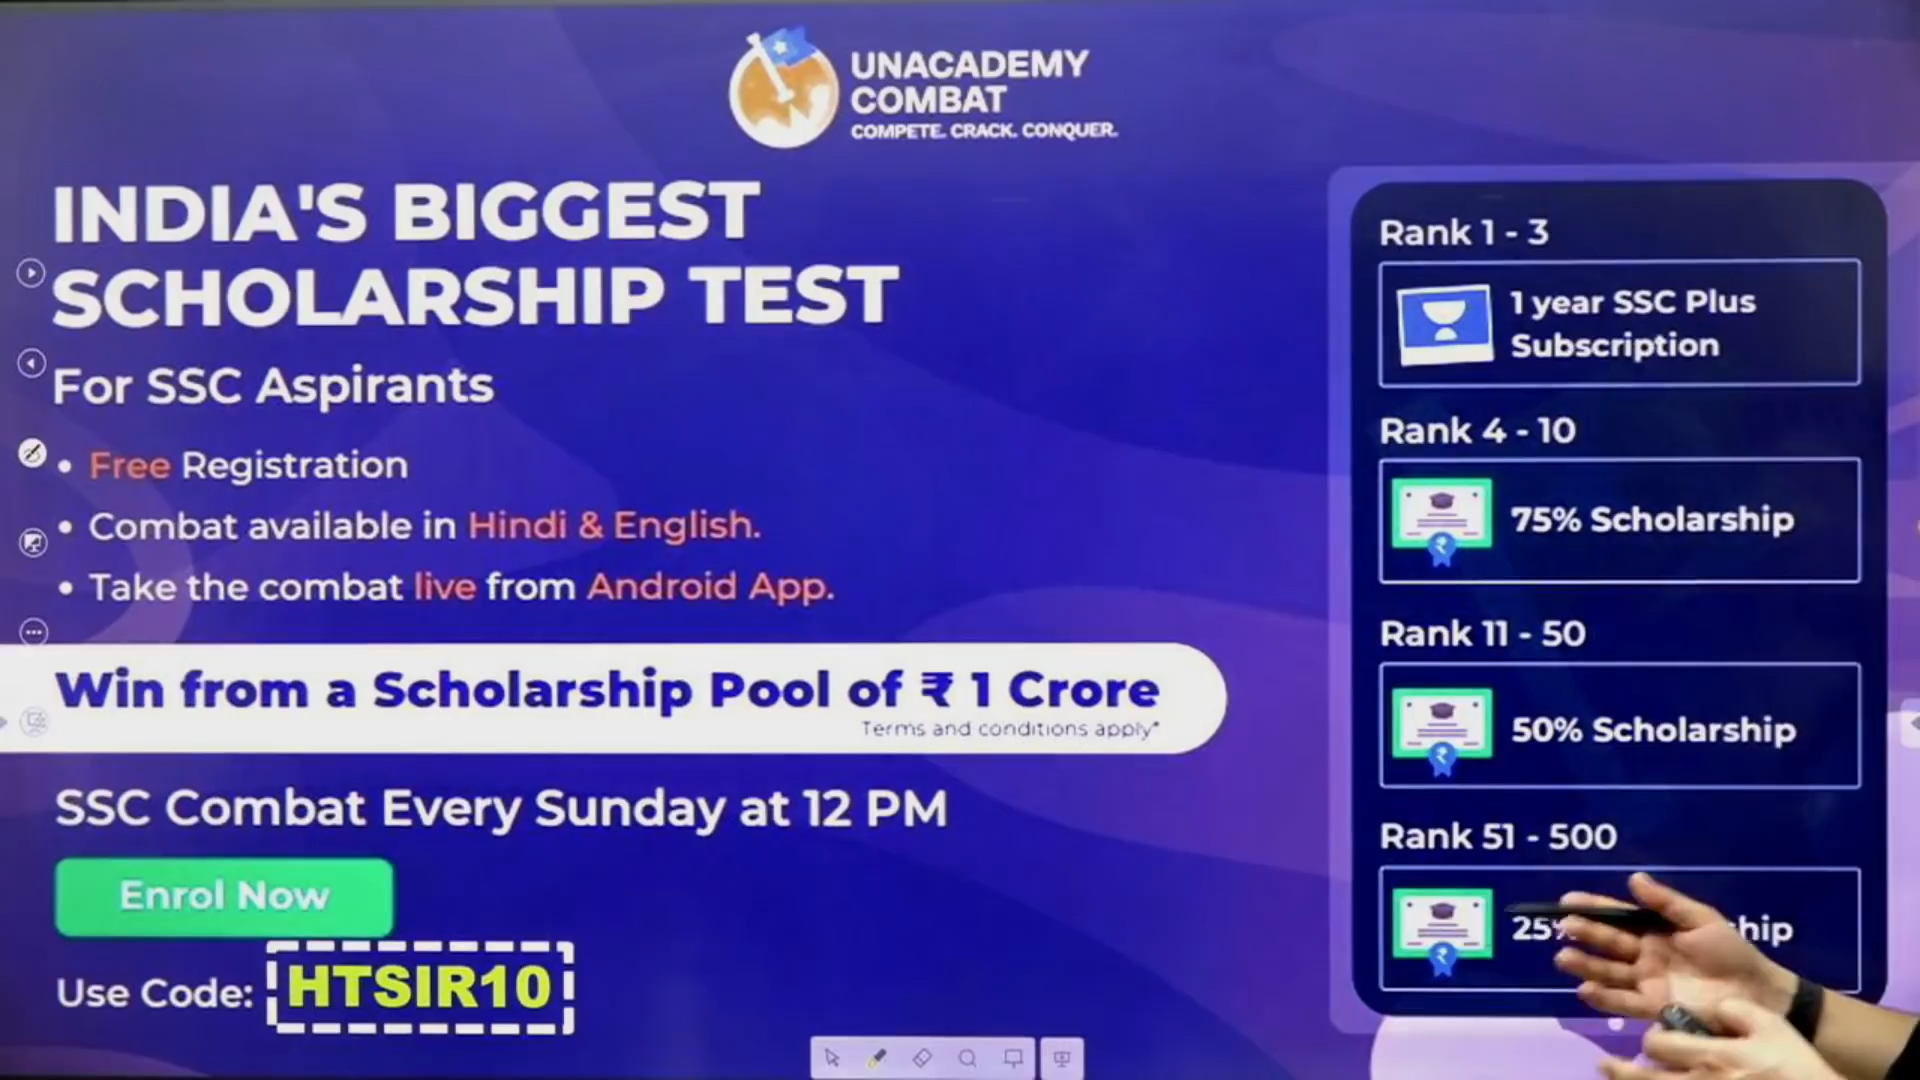 UNACADEMY
COMBAT
COMPETE. CRACK. CONQUER.
INDIA'S BIGGEST
SCHOLARSHIP TEST
For SSC Aspirants
• Free Registration
• Combat available in Hindi & English.
• Take the combat live from Android App.
Win from a Scholarship Pool of ₹ 1 Crore
Terms and conditions apply*
SSC Combat Every Sunday at 12 PM
Enrol Now
Use Code: HTSIR10
Rank 1 - 3
1 year SSC Plus
Subscription
Rank 4 - 10
75% Scholarship
Rank 11 - 50
50% Scholarship
Rank 51 - 500